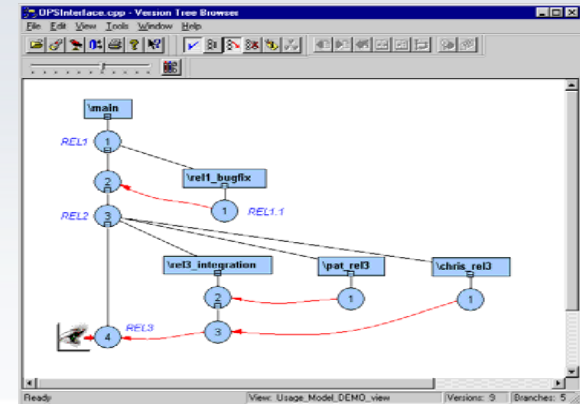 OPSInterface.cpp - Version Tree Browser
File Edit View Tools Window Help
\main
REL1 1
\rel1_bugfix
2
1 REL1.1
REL2 3
\rel3_integration \pat_rel3 \chris_rel3
2 1 1
REL3
4 3
Ready View: Usage_Model_DEMO_view Versions: 9 Branches: 5